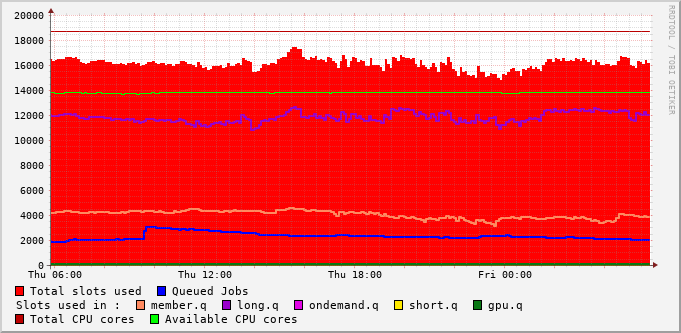 20000
18000
16000
14000
12000
10000
8000
6000
4000
2000
0
Thu 06:00 Thu 12:00 Thu 18:00 Fri 00:00
RRDTOOL / TOBI OETIKER
Total slots used Queued Jobs
Slots used in : member.q long.q ondemand.q short.q gpu.q
Total CPU cores Available CPU cores